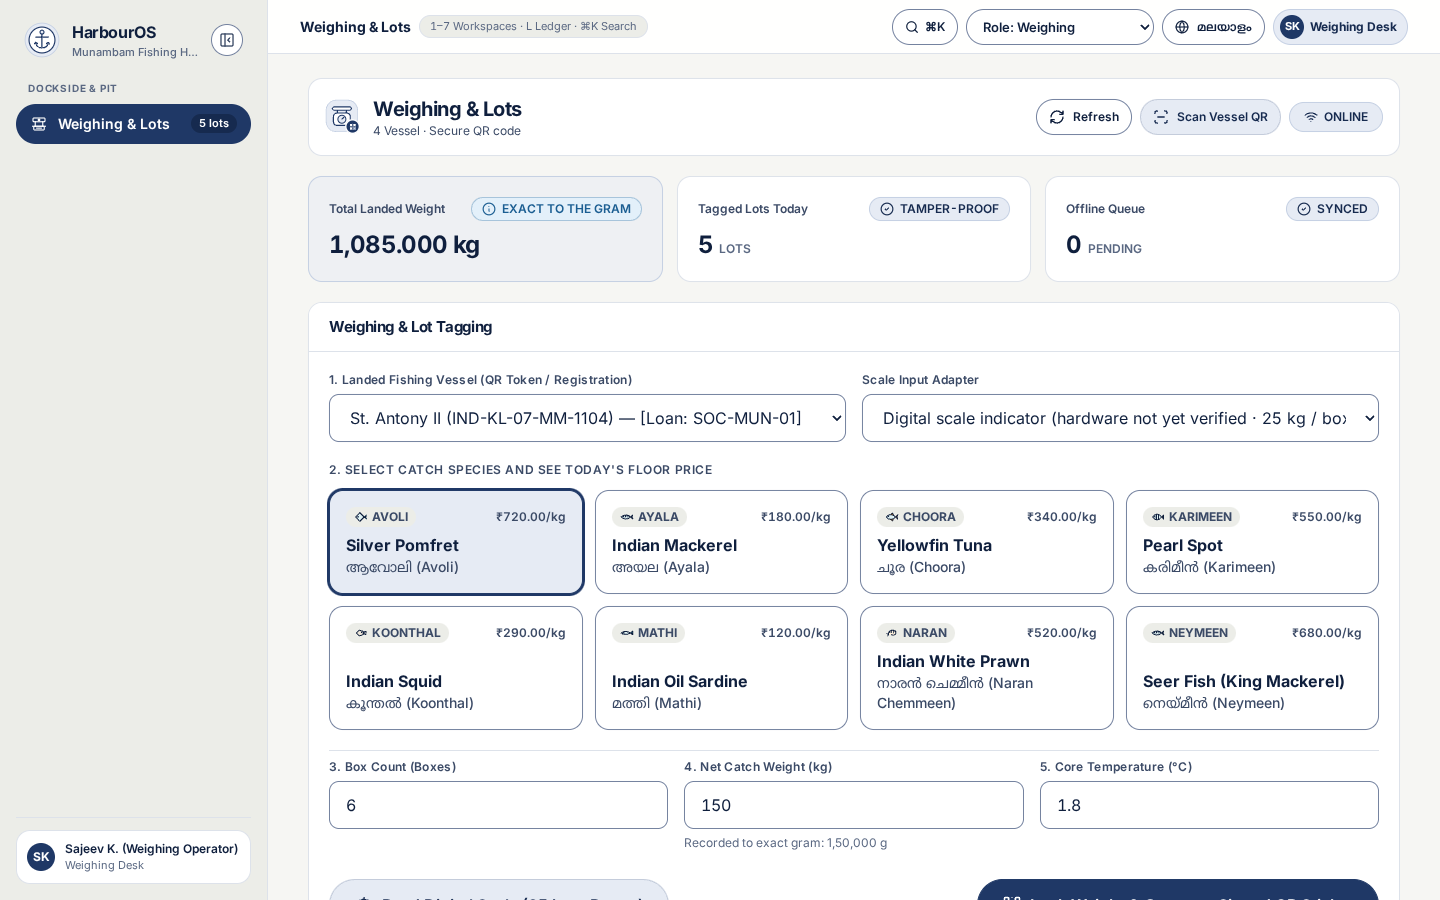 HarbourOS
Munambam Fishing H...
DOCKSIDE & PIT
Weighing & Lots 5 lots
SK Sajeev K. (Weighing Operator)
Weighing Desk
Weighing & Lots 1–7 Workspaces · L Ledger · ⌘K Search
⌘K Role: Weighing മലയാളം SK Weighing Desk
Weighing & Lots
4 Vessel · Secure QR code
Refresh Scan Vessel QR ONLINE
Total Landed Weight EXACT TO THE GRAM
1,085.000 kg
Tagged Lots Today TAMPER-PROOF
5 LOTS
Offline Queue SYNCED
0 PENDING
Weighing & Lot Tagging
1. Landed Fishing Vessel (QR Token / Registration) Scale Input Adapter
St. Antony II (IND-KL-07-MM-1104) — [Loan: SOC-MUN-01] Digital scale indicator (hardware not yet verified · 25 kg / box
2. SELECT CATCH SPECIES AND SEE TODAY'S FLOOR PRICE
AVOLI ₹720.00/kg
Silver Pomfret
ആവോലി (Avoli)
AYALA ₹180.00/kg
Indian Mackerel
അയല (Ayala)
CHOORA ₹340.00/kg
Yellowfin Tuna
ചൂര (Choora)
KARIMEEN ₹550.00/kg
Pearl Spot
കരിമീൻ (Karimeen)
KOONTHAL ₹290.00/kg
Indian Squid
കൂന്തൽ (Koonthal)
MATHI ₹120.00/kg
Indian Oil Sardine
മത്തി (Mathi)
NARAN ₹520.00/kg
Indian White Prawn
നാരൻ ചെമ്മീൻ (Naran
Chemmeen)
NEYMEEN ₹680.00/kg
Seer Fish (King Mackerel)
നെയ്മീൻ (Neymeen)
3. Box Count (Boxes) 4. Net Catch Weight (kg) 5. Core Temperature (°C)
6 150 1.8
Recorded to exact gram: 1,50,000 g